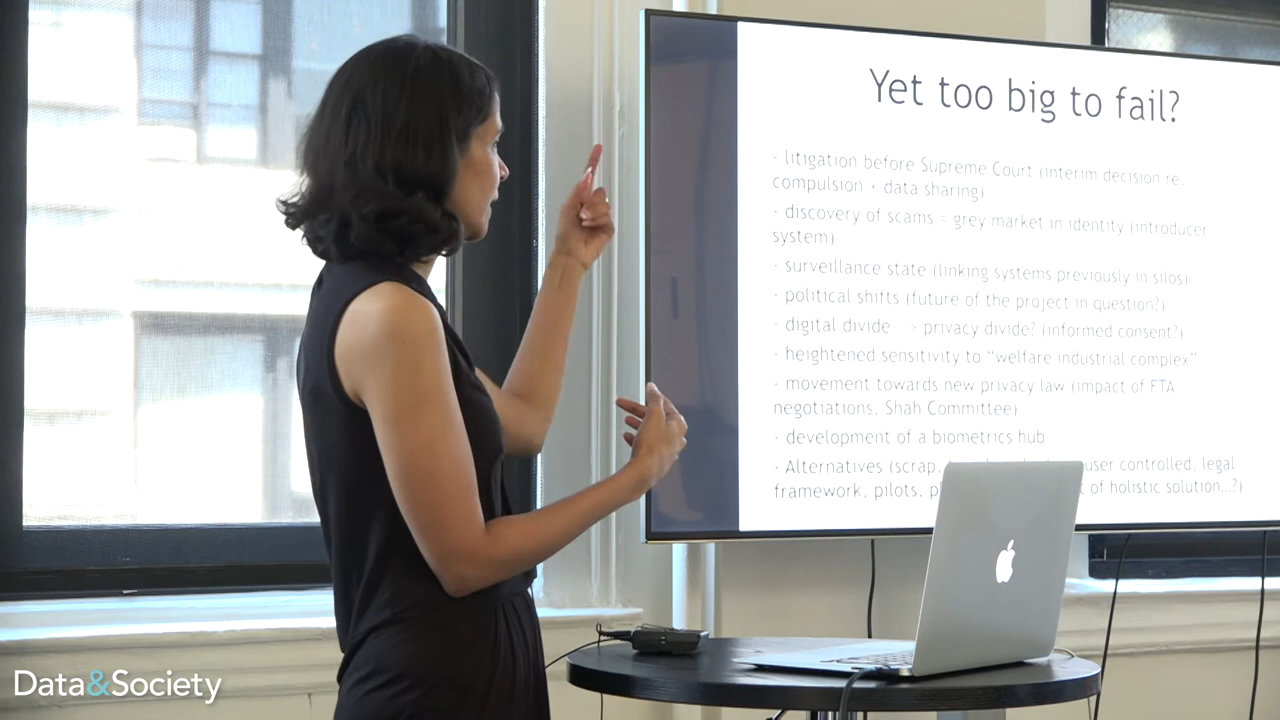 Yet too big to fail?
- litigation before Supreme Court (interim decision re.
compulsion + data sharing)
- discovery of scams = grey market in identity (introducer
system)
- surveillance state (linking systems previously in silos)
- political shifts (future of the project in question?)
- digital divide -> privacy divide? (informed consent?)
- heightened sensitivity to "welfare industrial complex"
- movement towards new privacy law (impact of FTA
negotiations, Shah Committee)
- development of a biometrics hub
- Alternatives (scrap, user controlled, legal
framework, pilots, of holistic solution...?)
Data&Society